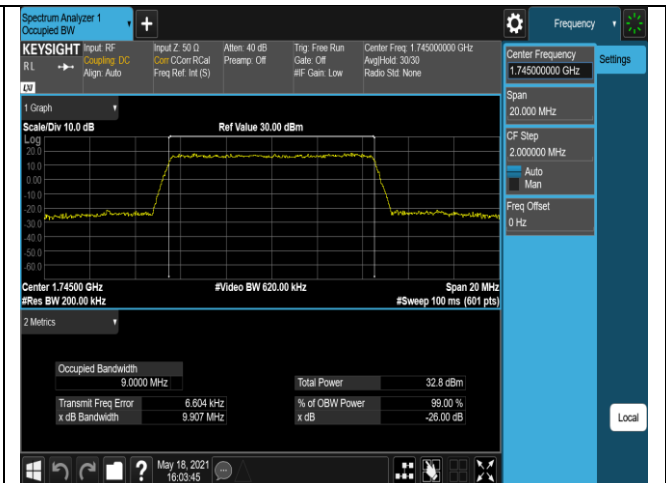 Spectrum Analyzer 1
Occupied BW
+
Frequency
KEYSIGHT
RL
LXI
Input: RF
Coupling: DC
Align: Auto
Input Z: 50 Ω
Corr CCorr RCal
Freq Ref: Int (S)
Atten: 40 dB
Preamp: Off
Trig: Free Run
Gate: Off
#IF Gain: Low
Center Freq: 1.745000000 GHz
Avg|Hold: 30/30
Radio Std: None
Center Frequency
1.745000000 GHz
Settings
Span
20.000 MHz
CF Step
2.000000 MHz
Auto
Man
Freq Offset
0 Hz
Local
1 Graph
Scale/Div 10.0 dB
Ref Value 30.00 dBm
Log
20.0
10.0
0.00
-10.0
-20.0
-30.0
-40.0
-50.0
-60.0
Center 1.74500 GHz
#Video BW 620.00 kHz
Span 20 MHz
#Res BW 200.00 kHz
#Sweep 100 ms (601 pts)
2 Metrics
Occupied Bandwidth
9.0000 MHz
Total Power 32.8 dBm
Transmit Freq Error 6.604 kHz
% of OBW Power 99.00 %
x dB Bandwidth 9.907 MHz
x dB -26.00 dB
?
May 18, 2021
16:03:45